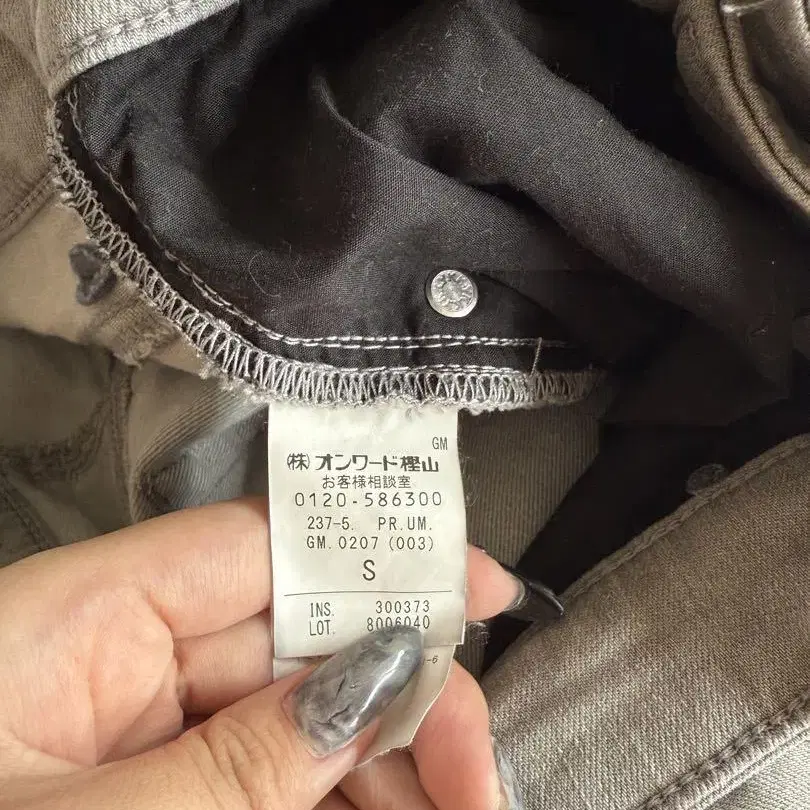 GM
(株)オンワード樫山
お客様相談室
0120-586300
237-5. PR.UM.
GM.0207 (003)
S
INS. 300373
LOT. 8006040
-6